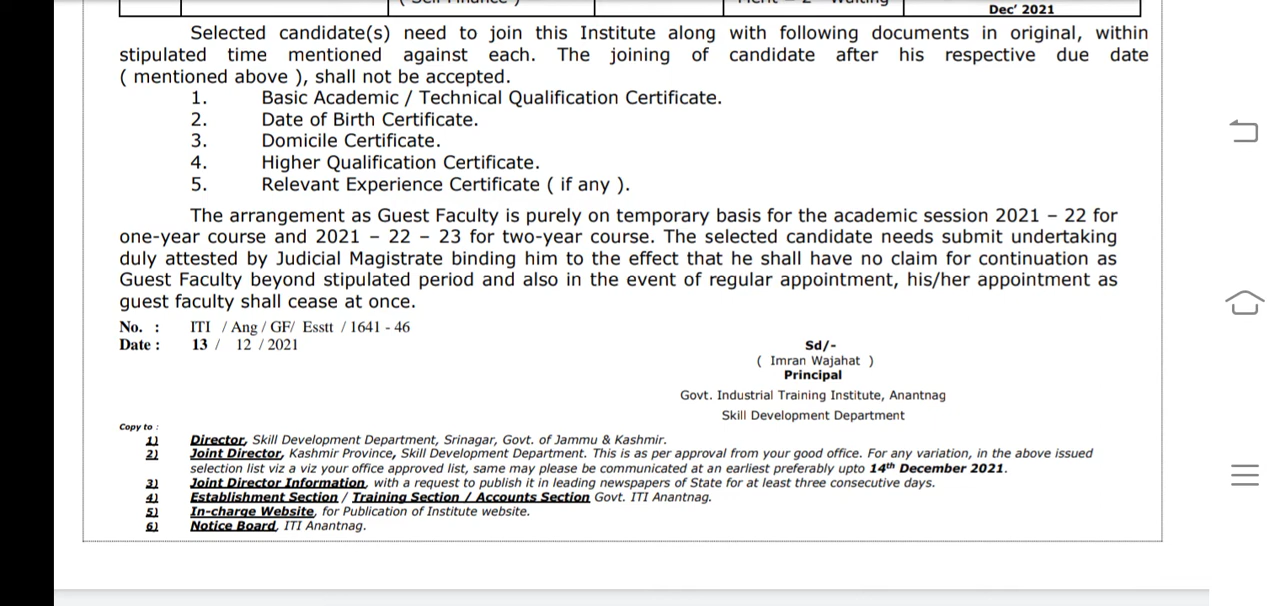 ( Self Finance )
Merit – 2 Waiting
Dec’ 2021
Selected candidate(s) need to join this Institute along with following documents in original, within
stipulated time mentioned against each. The joining of candidate after his respective due date
( mentioned above ), shall not be accepted.
1. Basic Academic / Technical Qualification Certificate.
2. Date of Birth Certificate.
3. Domicile Certificate.
4. Higher Qualification Certificate.
5. Relevant Experience Certificate ( if any ).
The arrangement as Guest Faculty is purely on temporary basis for the academic session 2021 – 22 for
one-year course and 2021 – 22 – 23 for two-year course. The selected candidate needs submit undertaking
duly attested by Judicial Magistrate binding him to the effect that he shall have no claim for continuation as
Guest Faculty beyond stipulated period and also in the event of regular appointment, his/her appointment as
guest faculty shall cease at once.
No. : ITI / Ang / GF/ Esstt / 1641 - 46
Date : 13 / 12 / 2021
Sd/-
( Imran Wajahat )
Principal
Govt. Industrial Training Institute, Anantnag
Skill Development Department
Copy to :
1) Director, Skill Development Department, Srinagar, Govt. of Jammu & Kashmir.
2) Joint Director, Kashmir Province, Skill Development Department. This is as per approval from your good office. For any variation, in the above issued
selection list viz a viz your office approved list, same may please be communicated at an earliest preferably upto 14th December 2021.
3) Joint Director Information, with a request to publish it in leading newspapers of State for at least three consecutive days.
4) Establishment Section / Training Section / Accounts Section Govt. ITI Anantnag.
5) In-charge Website, for Publication of Institute website.
6) Notice Board, ITI Anantnag.